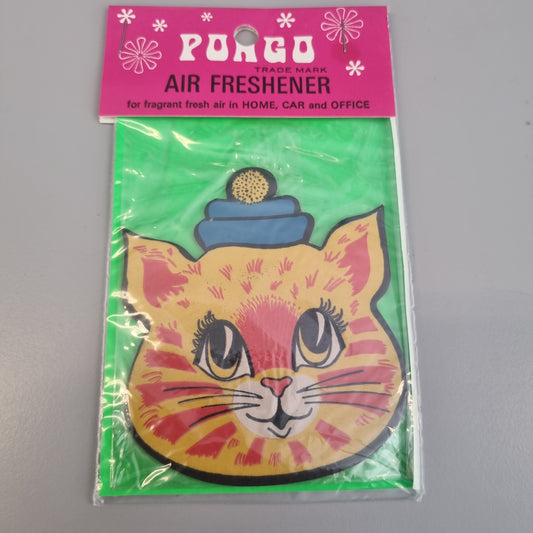 PONGO
TRADE MARK
AIR FRESHENER
for fragrant fresh air in HOME, CAR and OFFICE